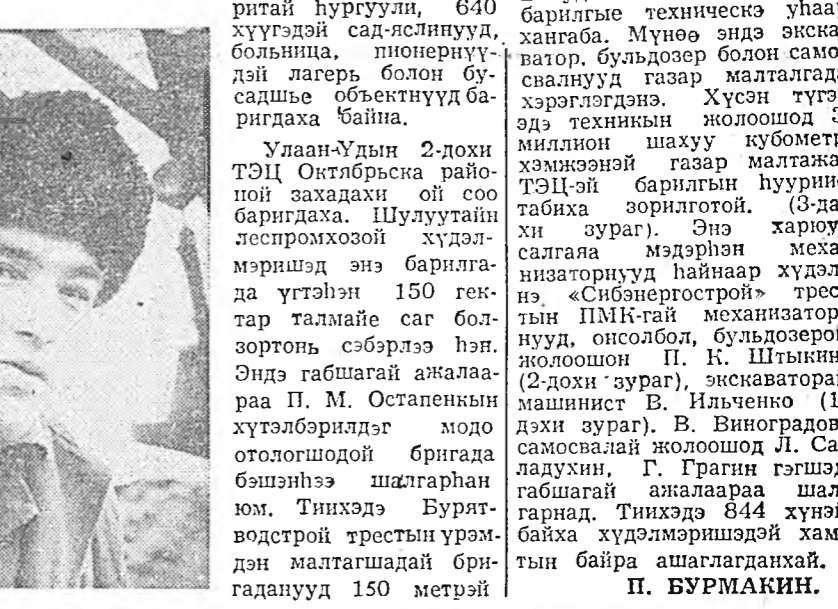 ритай һургуули, 640
хүүгэдэй сад-яслинууд,
больница, пионернүү-
дэй лагерь болон бу-
садшье объектнүүд ба-
ригдаха байна.
Улаан-Удын 2-дохи
ТЭЦ Октябрьска райо-
ной захадахи ой соо
баригдаха. Шулуутайн
леспромхозой хүдэл-
мэришэд энэ барилга-
да үгтэһэн 150 гек-
тар талмайе саг бол-
зортонь сэбэрлээ һэн.
Эндэ габшагай ажалаа-
раа П. М. Остапенкын
хүтэлбэрилдэг модо
отологшодой бригада
бэшэнһээ шалгарһан
юм. Тиихэдэ Бурят-
водстрой трестын үрэм-
дэн малтагшадай бри-
гаданууд 150 метрэй
барилгые техническэ уһаа
хангаба. Мүнөө эндэ экска
ватор, бульдозер болон само
свалнууд газар малталгад
хэрэглэгдэнэ. Хүсэн түгэ
эдэ техникын жолоошод 3
миллион шахуу кубомет
хэмжээнэй газар малтажа
ТЭЦ-эй барилгын һуури
табиха зорилготой. (3-да
хи зураг). Энэ харюу
салгаяа мэдэрһэн меха
низаторнууд һайнаар хүдэл
нэ. «Сибэнергострой» трес
тын ПМК-гай механизатор
нууд, онсолбол, бульдозеро
жолоошон П. К. Штыкин
(2-дохи зураг), экскаватора
машинист В. Ильченко (1
дэхи зураг). В. Виноградов
самосвалай жолоошод Л. Са
ладухин, Г. Грагин гэгшэд
габшагай ажалаараа шал
гарнад. Тиихэдэ 844 хүнэй
байха хүдэлмэришэдэй хам
тын байра ашаглагданхай.
П. БУРМАКИН.